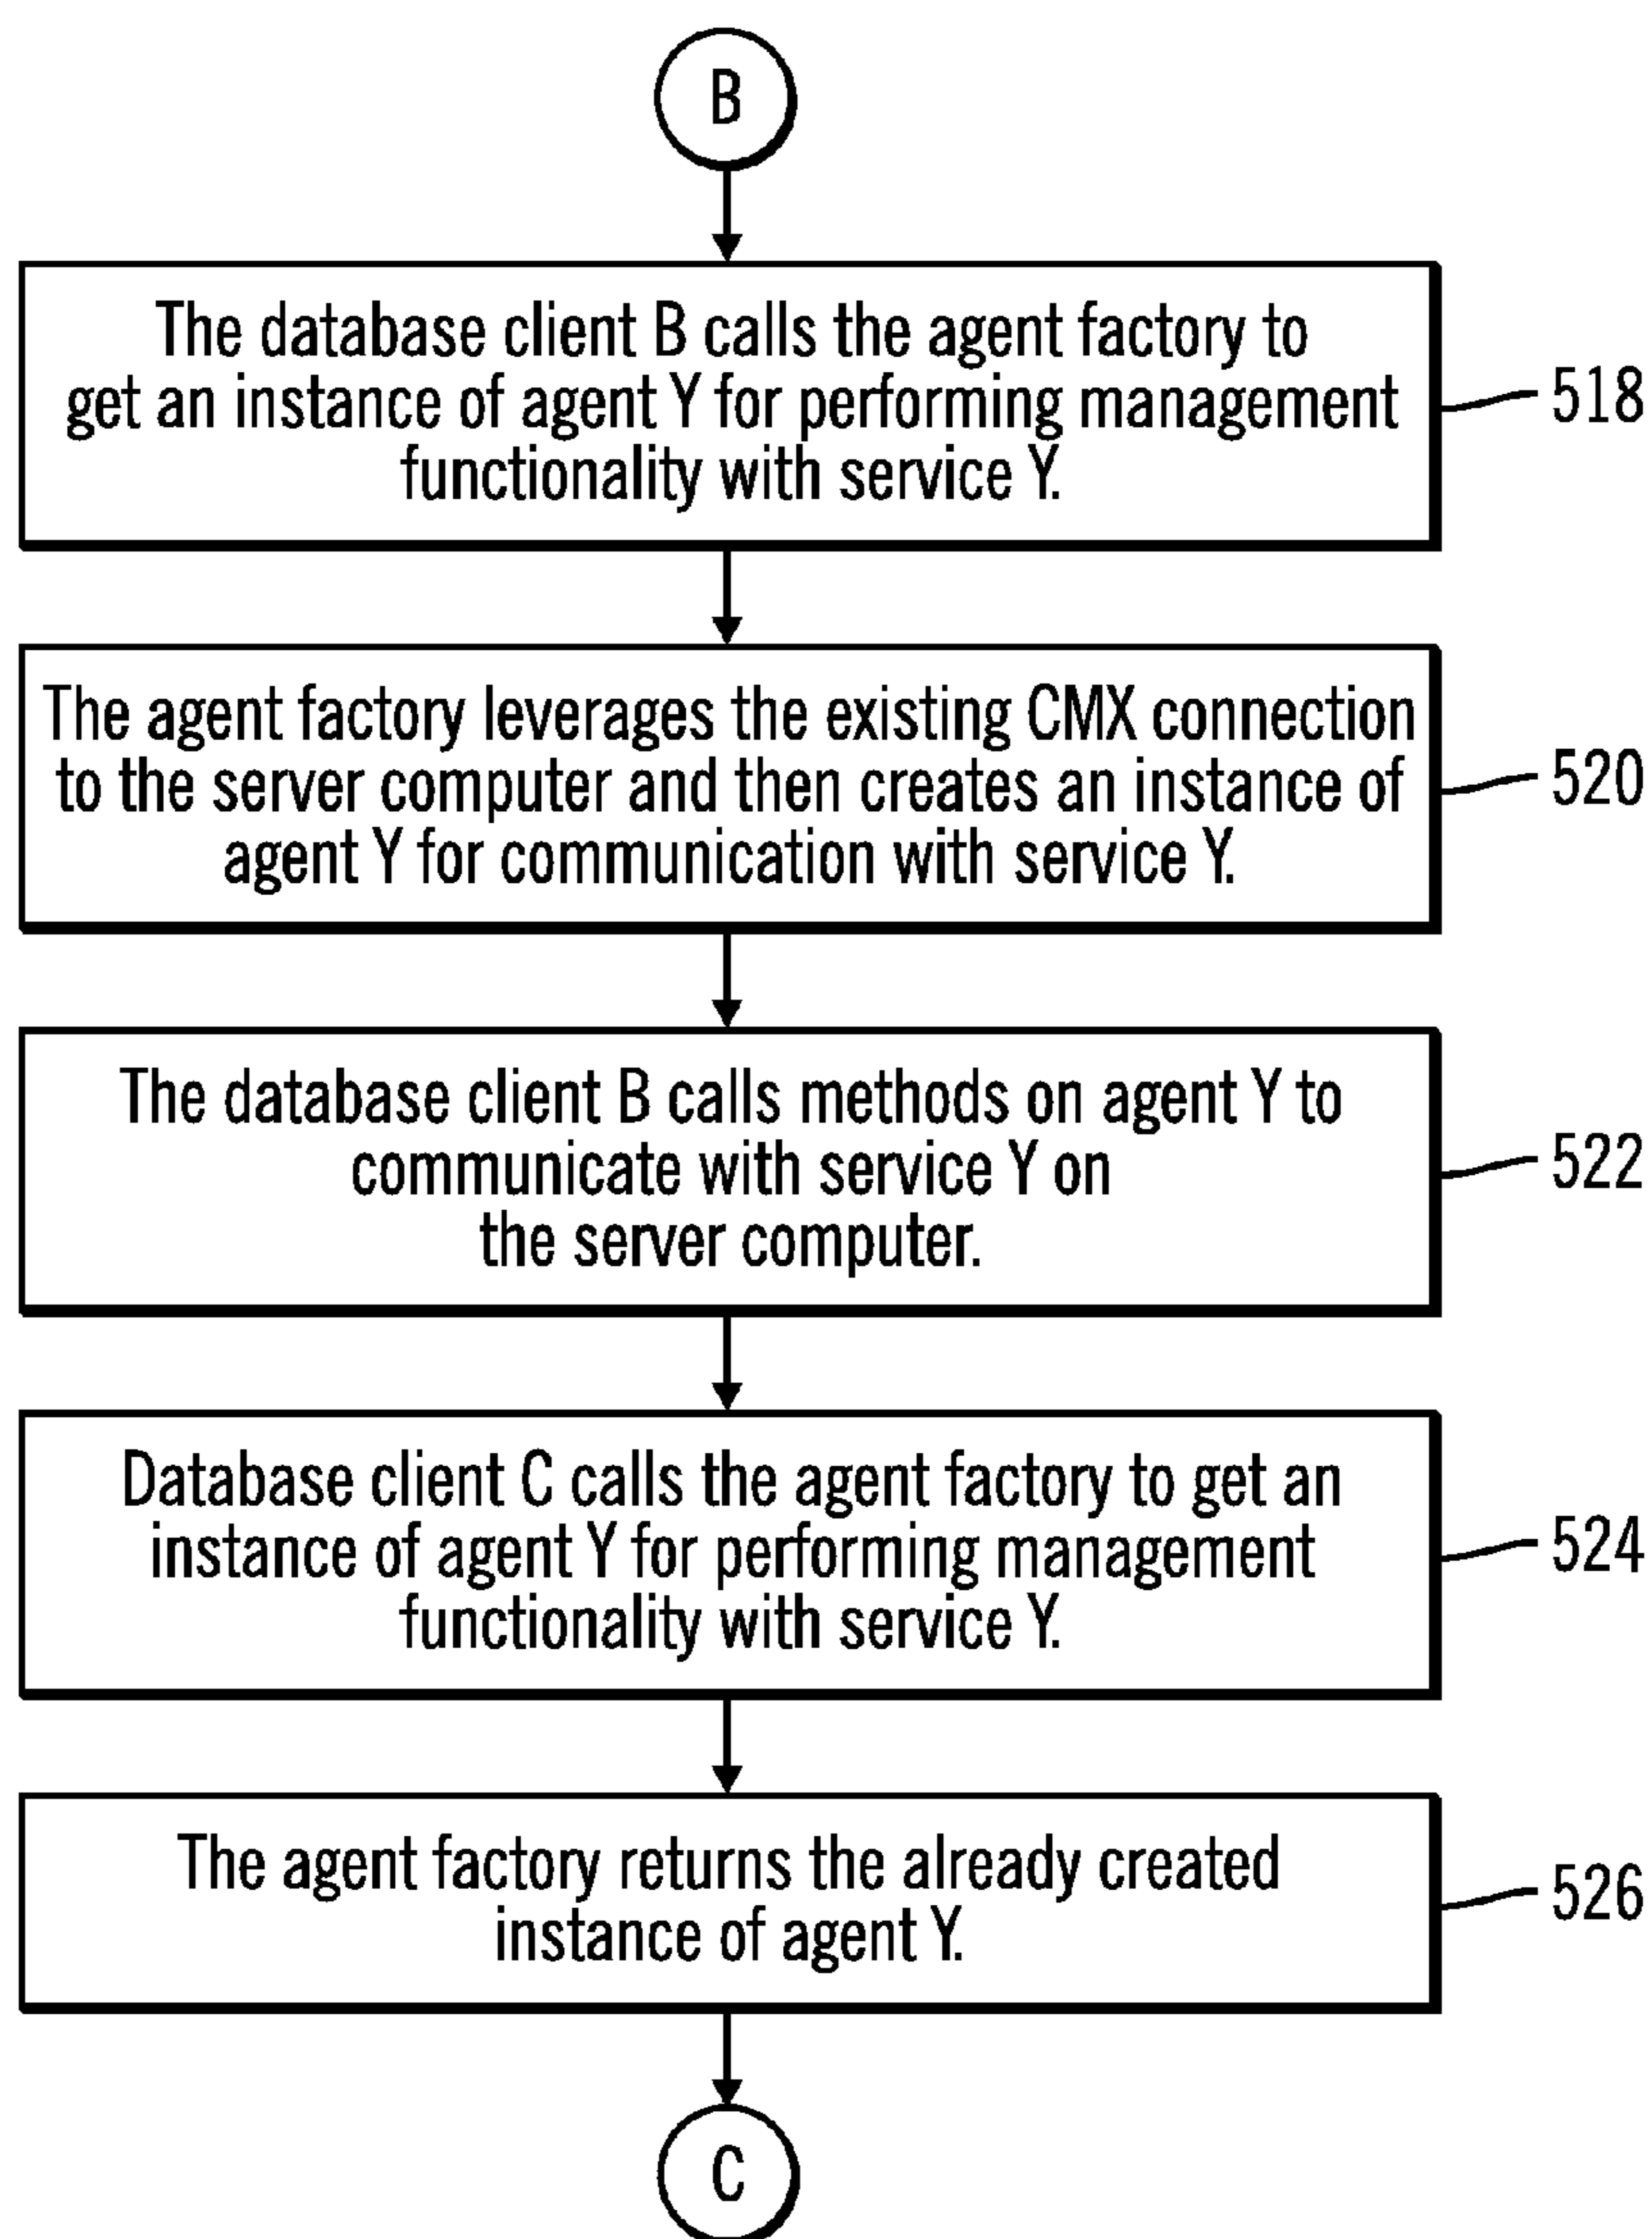 B
The database client B calls the agent factory to
get an instance of agent Y for performing management
functionality with service Y.
518
The agent factory leverages the existing CMX connection
to the server computer and then creates an instance of
agent Y for communication with service Y.
520
The database client B calls methods on agent Y to
communicate with service Y on
the server computer.
522
Database client C calls the agent factory to get an
instance of agent Y for performing management
functionality with service Y.
524
The agent factory returns the already created
instance of agent Y.
526
C